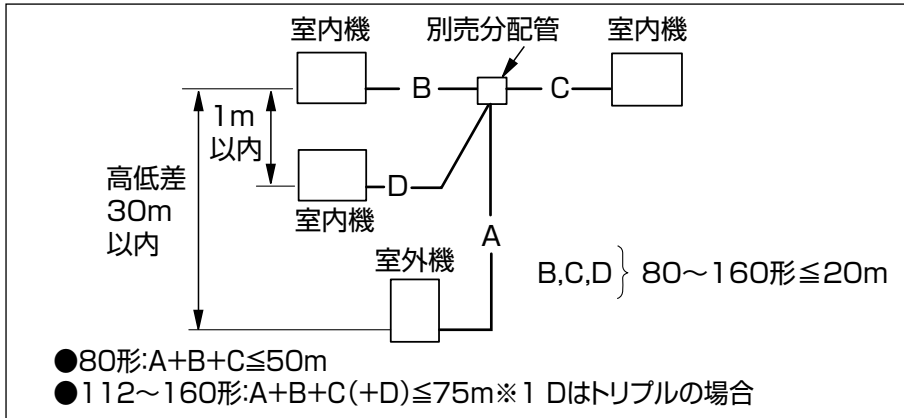 室内機
別売分配管
室内機
B
C
1m
以内
高低差
30m
以内
D
室内機
A
室外機
B,C,D} 80～160形≦20m
●80形:A+B+C≦50m
●112～160形:A+B+C(+D)≦75m※1 Dはトリプルの場合